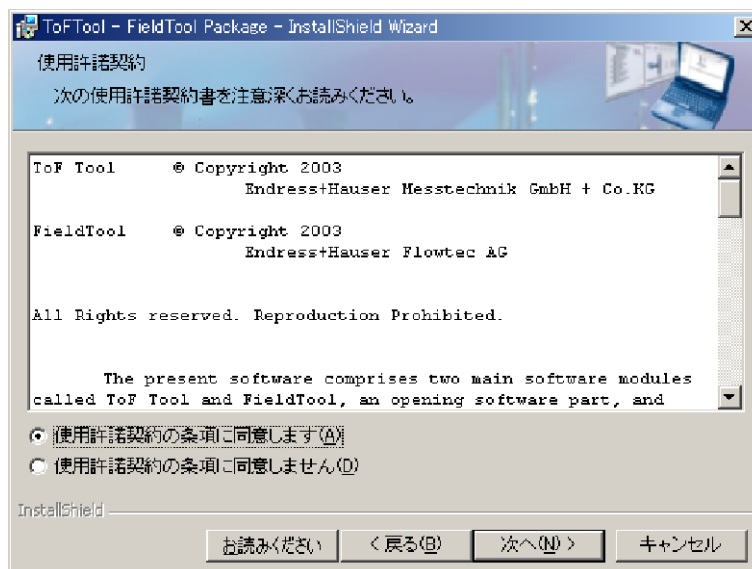 ToFTool - FieldTool Package - InstallShield Wizard
使用許諾契約
次の使用許諾契約書を注意深くお読みください。
ToF Tool © Copyright 2003
Endress+Hauser Messtechnik GmbH + Co.KG
FieldTool © Copyright 2003
Endress+Hauser Flowtec AG
All Rights reserved. Reproduction Prohibited.
The present software comprises two main software modules
called ToF Tool and FieldTool, an opening software part, and
使用許諾契約の条項に同意します(A)
使用許諾契約の条項に同意しません(D)
InstallShield
お読みください
< 戻る(B)
次へ(N) >
キャンセル